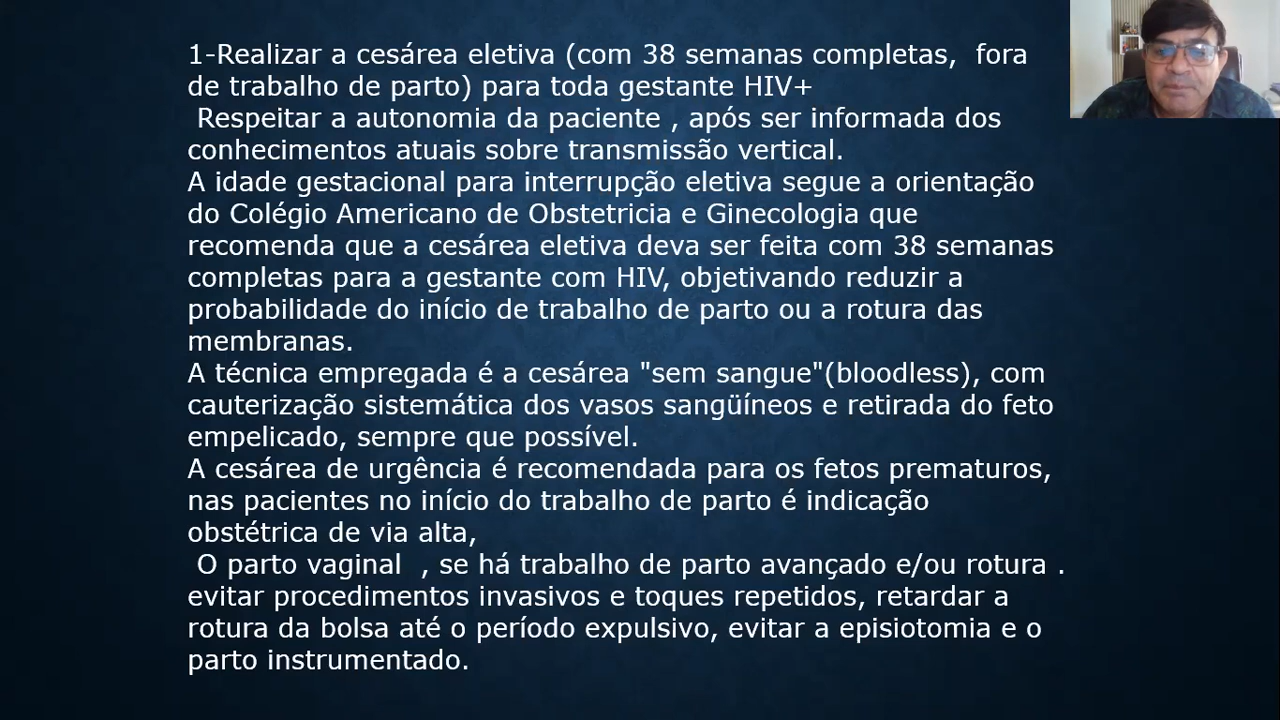 1-Realizar a cesárea eletiva (com 38 semanas completas,  fora
de trabalho de parto) para toda gestante HIV+
Respeitar a autonomia da paciente , após ser informada dos
conhecimentos atuais sobre transmissão vertical.
A idade gestacional para interrupção eletiva segue a orientação
do Colégio Americano de Obstetricia e Ginecologia que
recomenda que a cesárea eletiva deva ser feita com 38 semanas
completas para a gestante com HIV, objetivando reduzir a
probabilidade do início de trabalho de parto ou a rotura das
membranas.
A técnica empregada é a cesárea "sem sangue"(bloodless), com
cauterização sistemática dos vasos sangüíneos e retirada do feto
empelicado, sempre que possível.
A cesárea de urgência é recomendada para os fetos prematuros,
nas pacientes no início do trabalho de parto é indicação
obstétrica de via alta,
O parto vaginal  , se há trabalho de parto avançado e/ou rotura .
evitar procedimentos invasivos e toques repetidos, retardar a
rotura da bolsa até o período expulsivo, evitar a episiotomia e o
parto instrumentado.